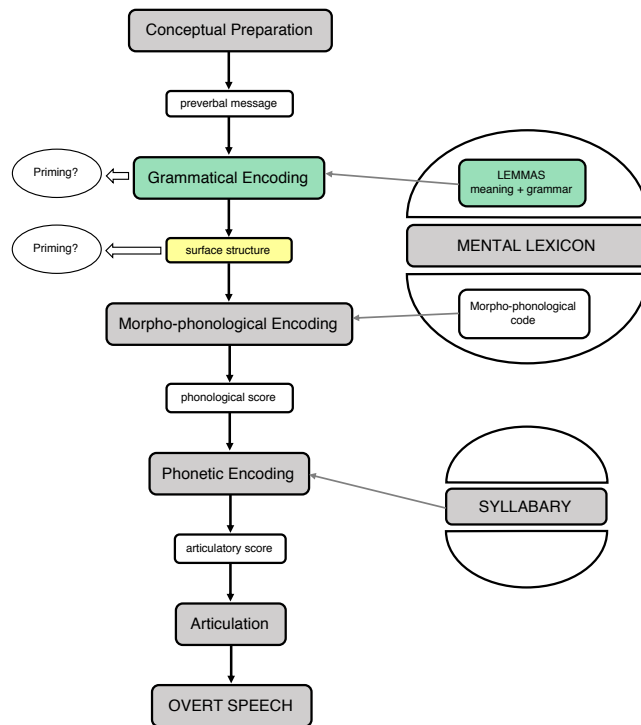 Conceptual Preparation
preverbal message
Priming?
Grammatical Encoding
LEMMAS
meaning + grammar
Priming?
surface structure
MENTAL LEXICON
Morpho-phonological Encoding
Morpho-phonological
code
phonological score
Phonetic Encoding
SYLLABARY
articulatory score
Articulation
OVERT SPEECH